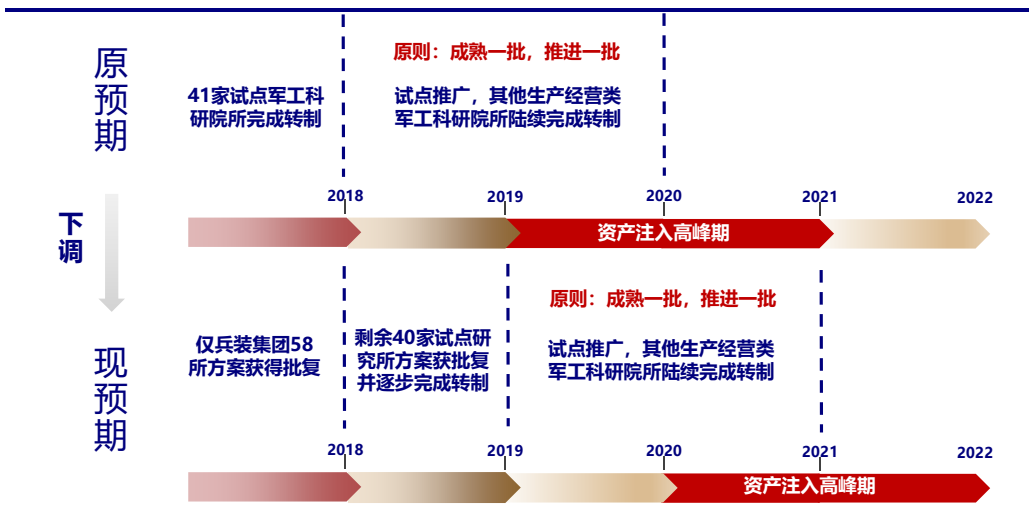 原预期
41家试点军工科
研院所完成转制
原则：成熟一批，推进一批
试点推广，其他生产经营类
军工科研院所陆续完成转制
2018
2019
2020
2021
2022
资产注入高峰期
下调
现预期
仅兵装集团58
所方案获得批复
剩余40家试点研
究所方案获批复
并逐步完成转制
原则：成熟一批，推进一批
试点推广，其他生产经营类
军工科研院所陆续完成转制
2018
2019
2020
2021
2022
资产注入高峰期